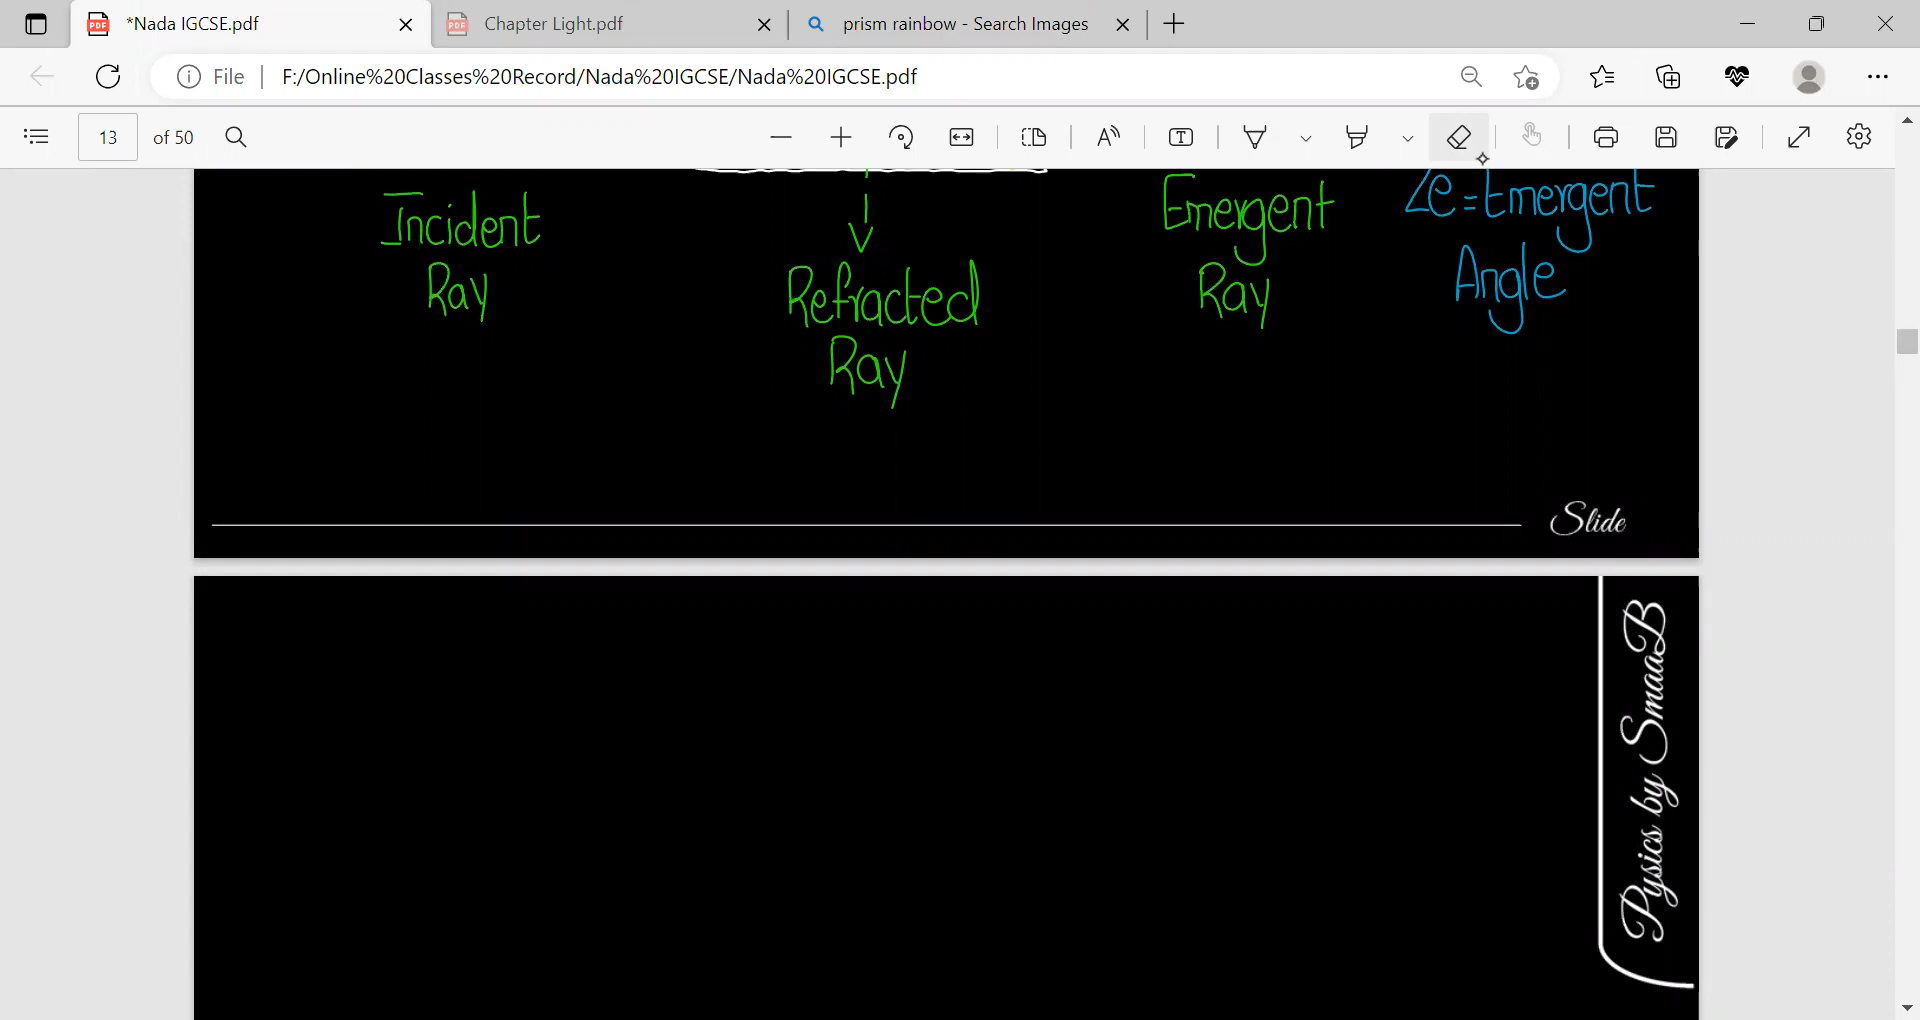 *Nada IGCSE.pdf
Chapter Light.pdf
prism rainbow - Search Images
File
F:/Online%20Classes%20Record/Nada%20IGCSE/Nada%20IGCSE.pdf
13 of 50
Incident
Ray
Refracted
Ray
Emergent
Ray
∠e = Emergent
Angle
Slide
Pysics by SmaaB